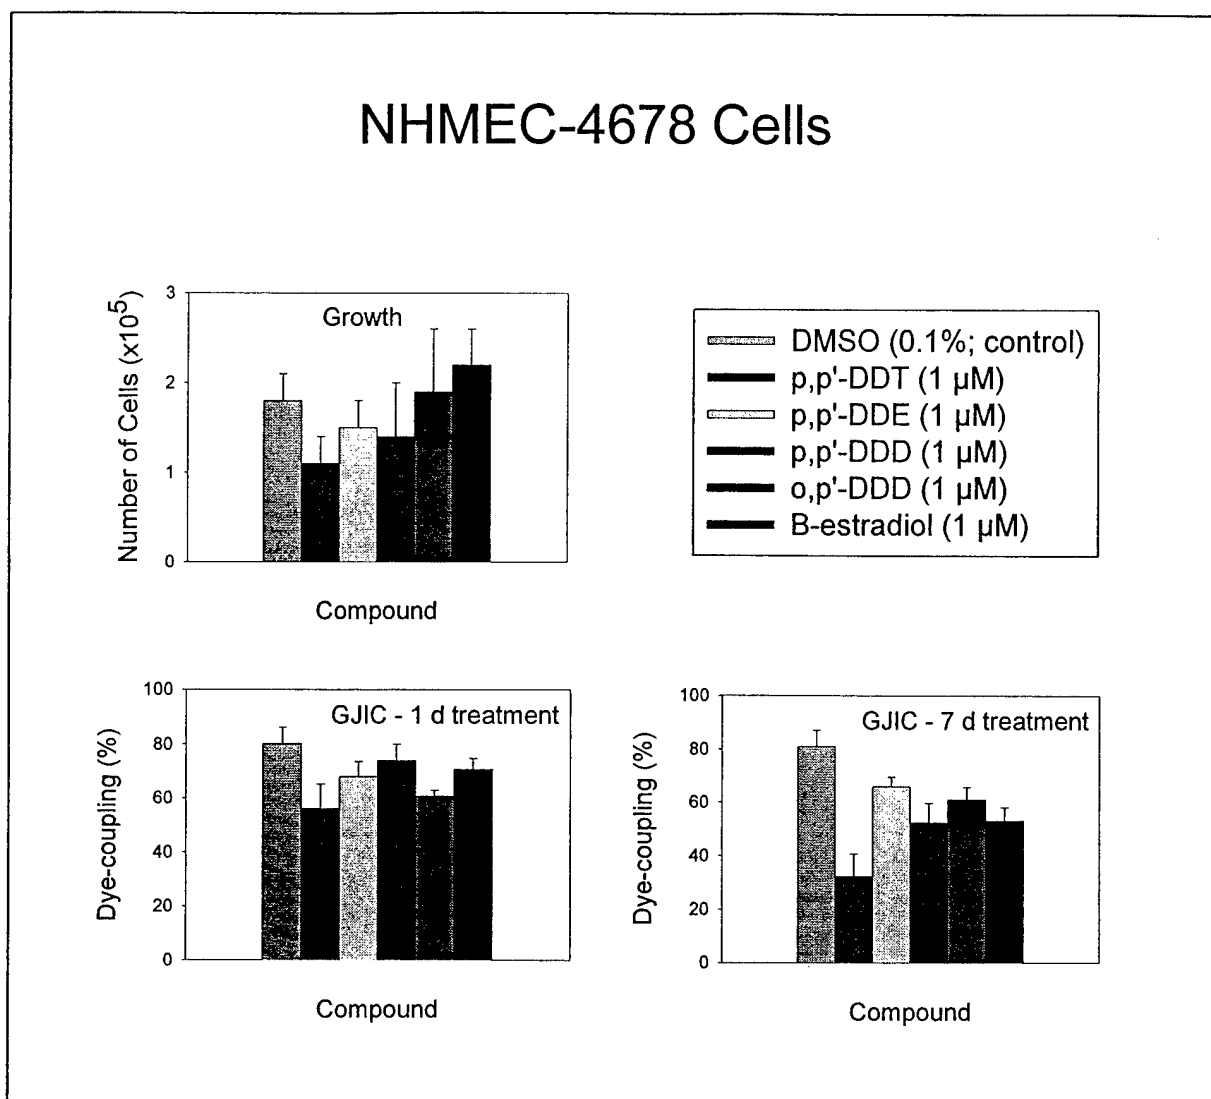 NHMEC-4678 Cells
Number of Cells (x10^5)
3
2
1
0
Growth
Compound
DMSO (0.1%; control)
p,p'-DDT (1 µM)
p,p'-DDE (1 µM)
p,p'-DDD (1 µM)
o,p'-DDD (1 µM)
B-estradiol (1 µM)
Dye-coupling (%)
100
80
60
40
20
0
GJIC - 1 d treatment
Compound
Dye-coupling (%)
100
80
60
40
20
0
GJIC - 7 d treatment
Compound